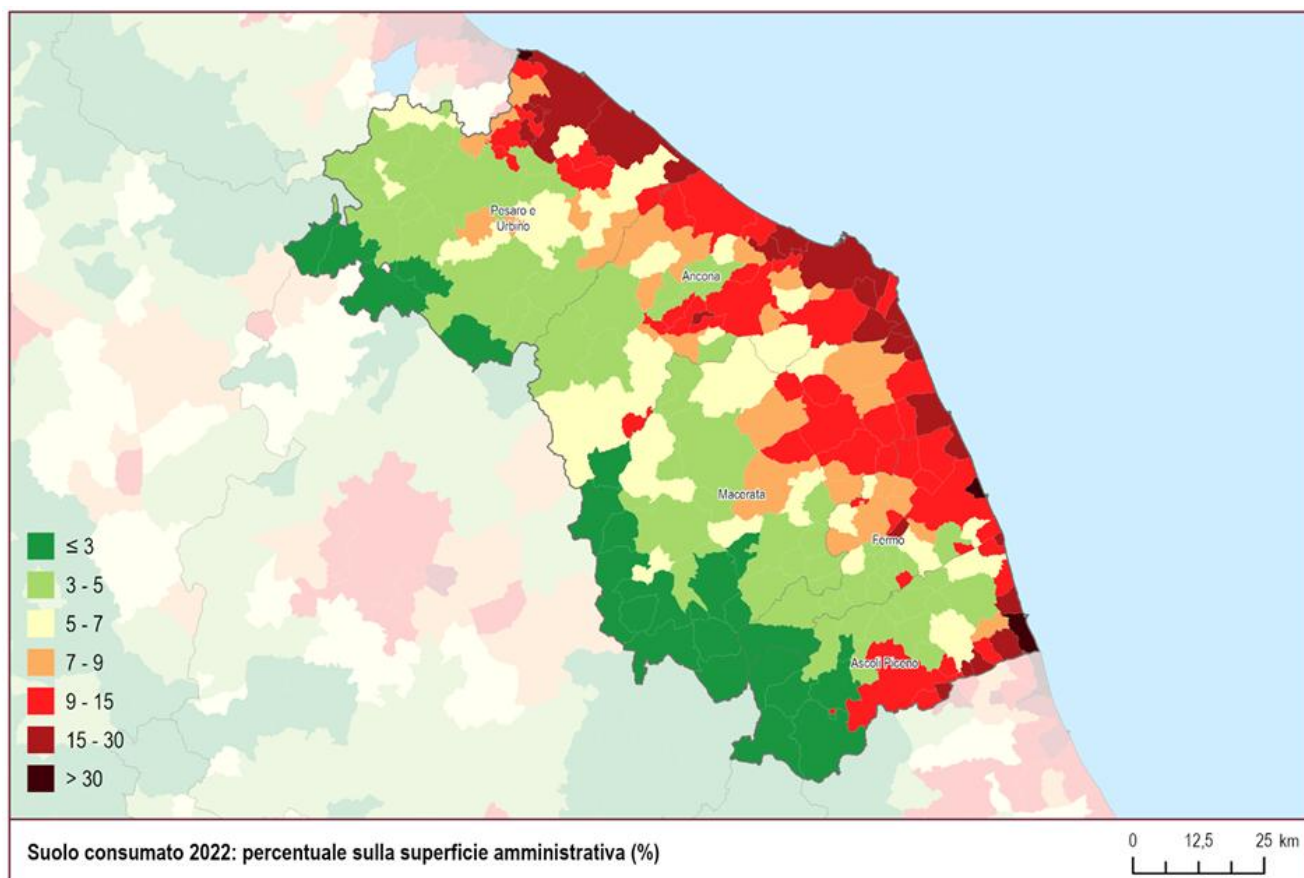 Pesaro e
Urbino
Ancona
Macerata
Fermo
Ascoli Piceno
≤ 3
3 - 5
5 - 7
7 - 9
9 - 15
15 - 30
> 30
Suolo consumato 2022: percentuale sulla superficie amministrativa (%)
0 12,5 25 km